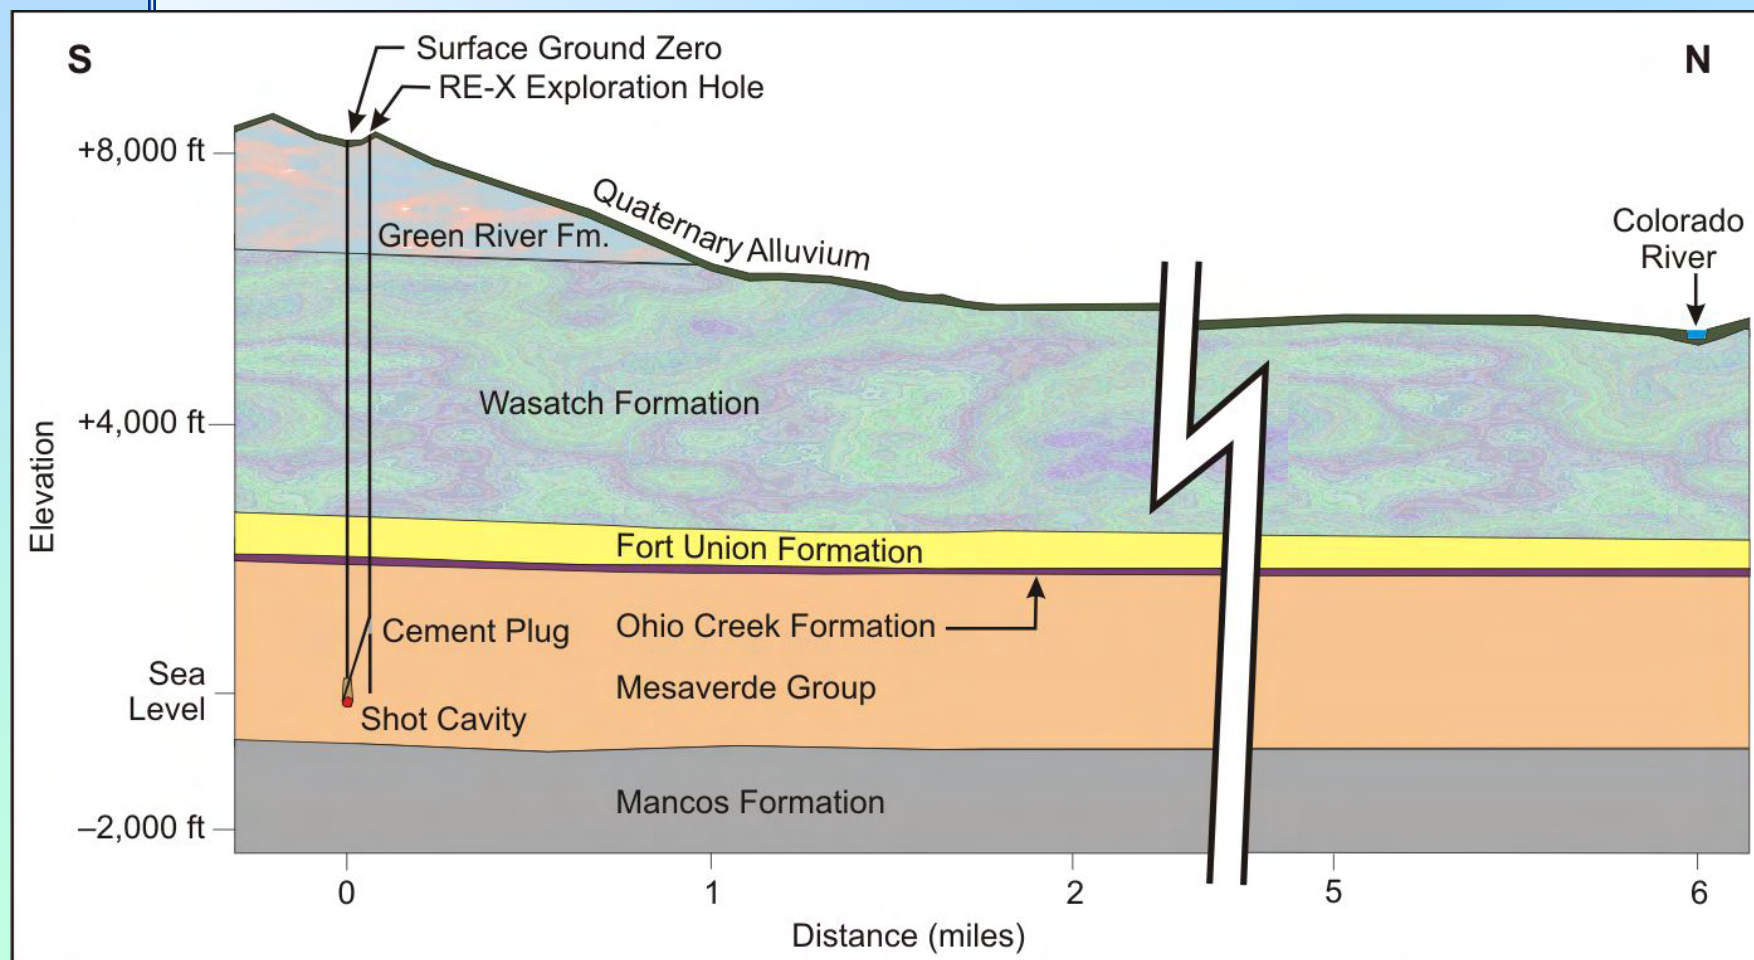 S
N
Surface Ground Zero
RE-X Exploration Hole
+8,000 ft
Quaternary Alluvium
Green River Fm.
Colorado
River
Wasatch Formation
+4,000 ft
Elevation
Fort Union Formation
Cement Plug
Ohio Creek Formation
Sea
Level
Mesaverde Group
Shot Cavity
Mancos Formation
–2,000 ft
0
1
2
5
6
Distance (miles)